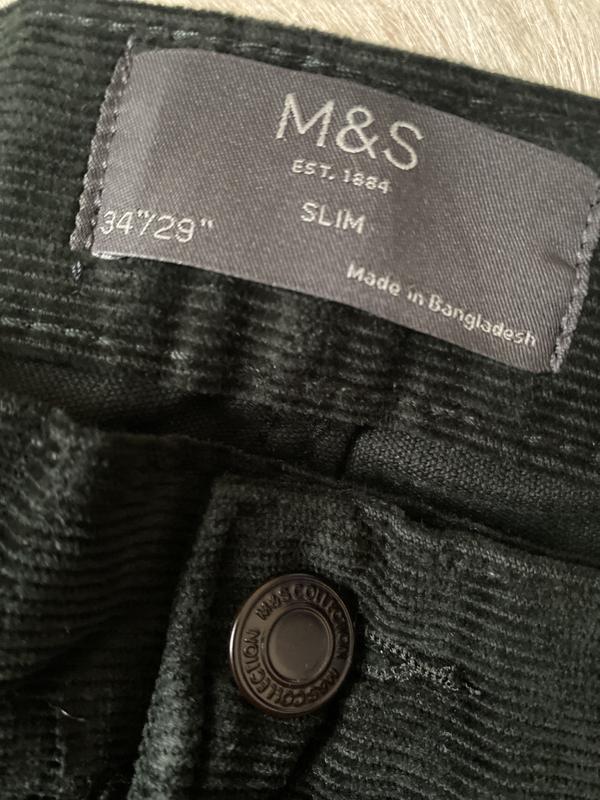 M&S
EST. 1884
SLIM
34"/29"
Made in Bangladesh
M&S COLLECTION M&S COLLECTION